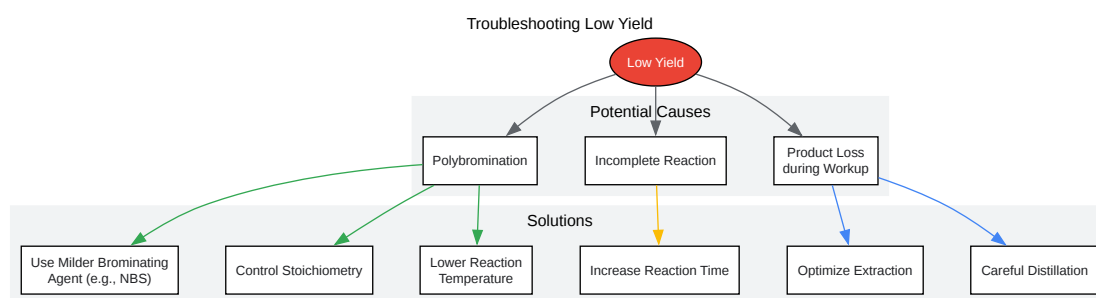 Troubleshooting Low Yield
Low Yield
Potential Causes
Polybromination
Incomplete Reaction
Product Loss
during Workup
Solutions
Use Milder Brominating
Agent (e.g., NBS)
Control Stoichiometry
Lower Reaction
Temperature
Increase Reaction Time
Optimize Extraction
Careful Distillation